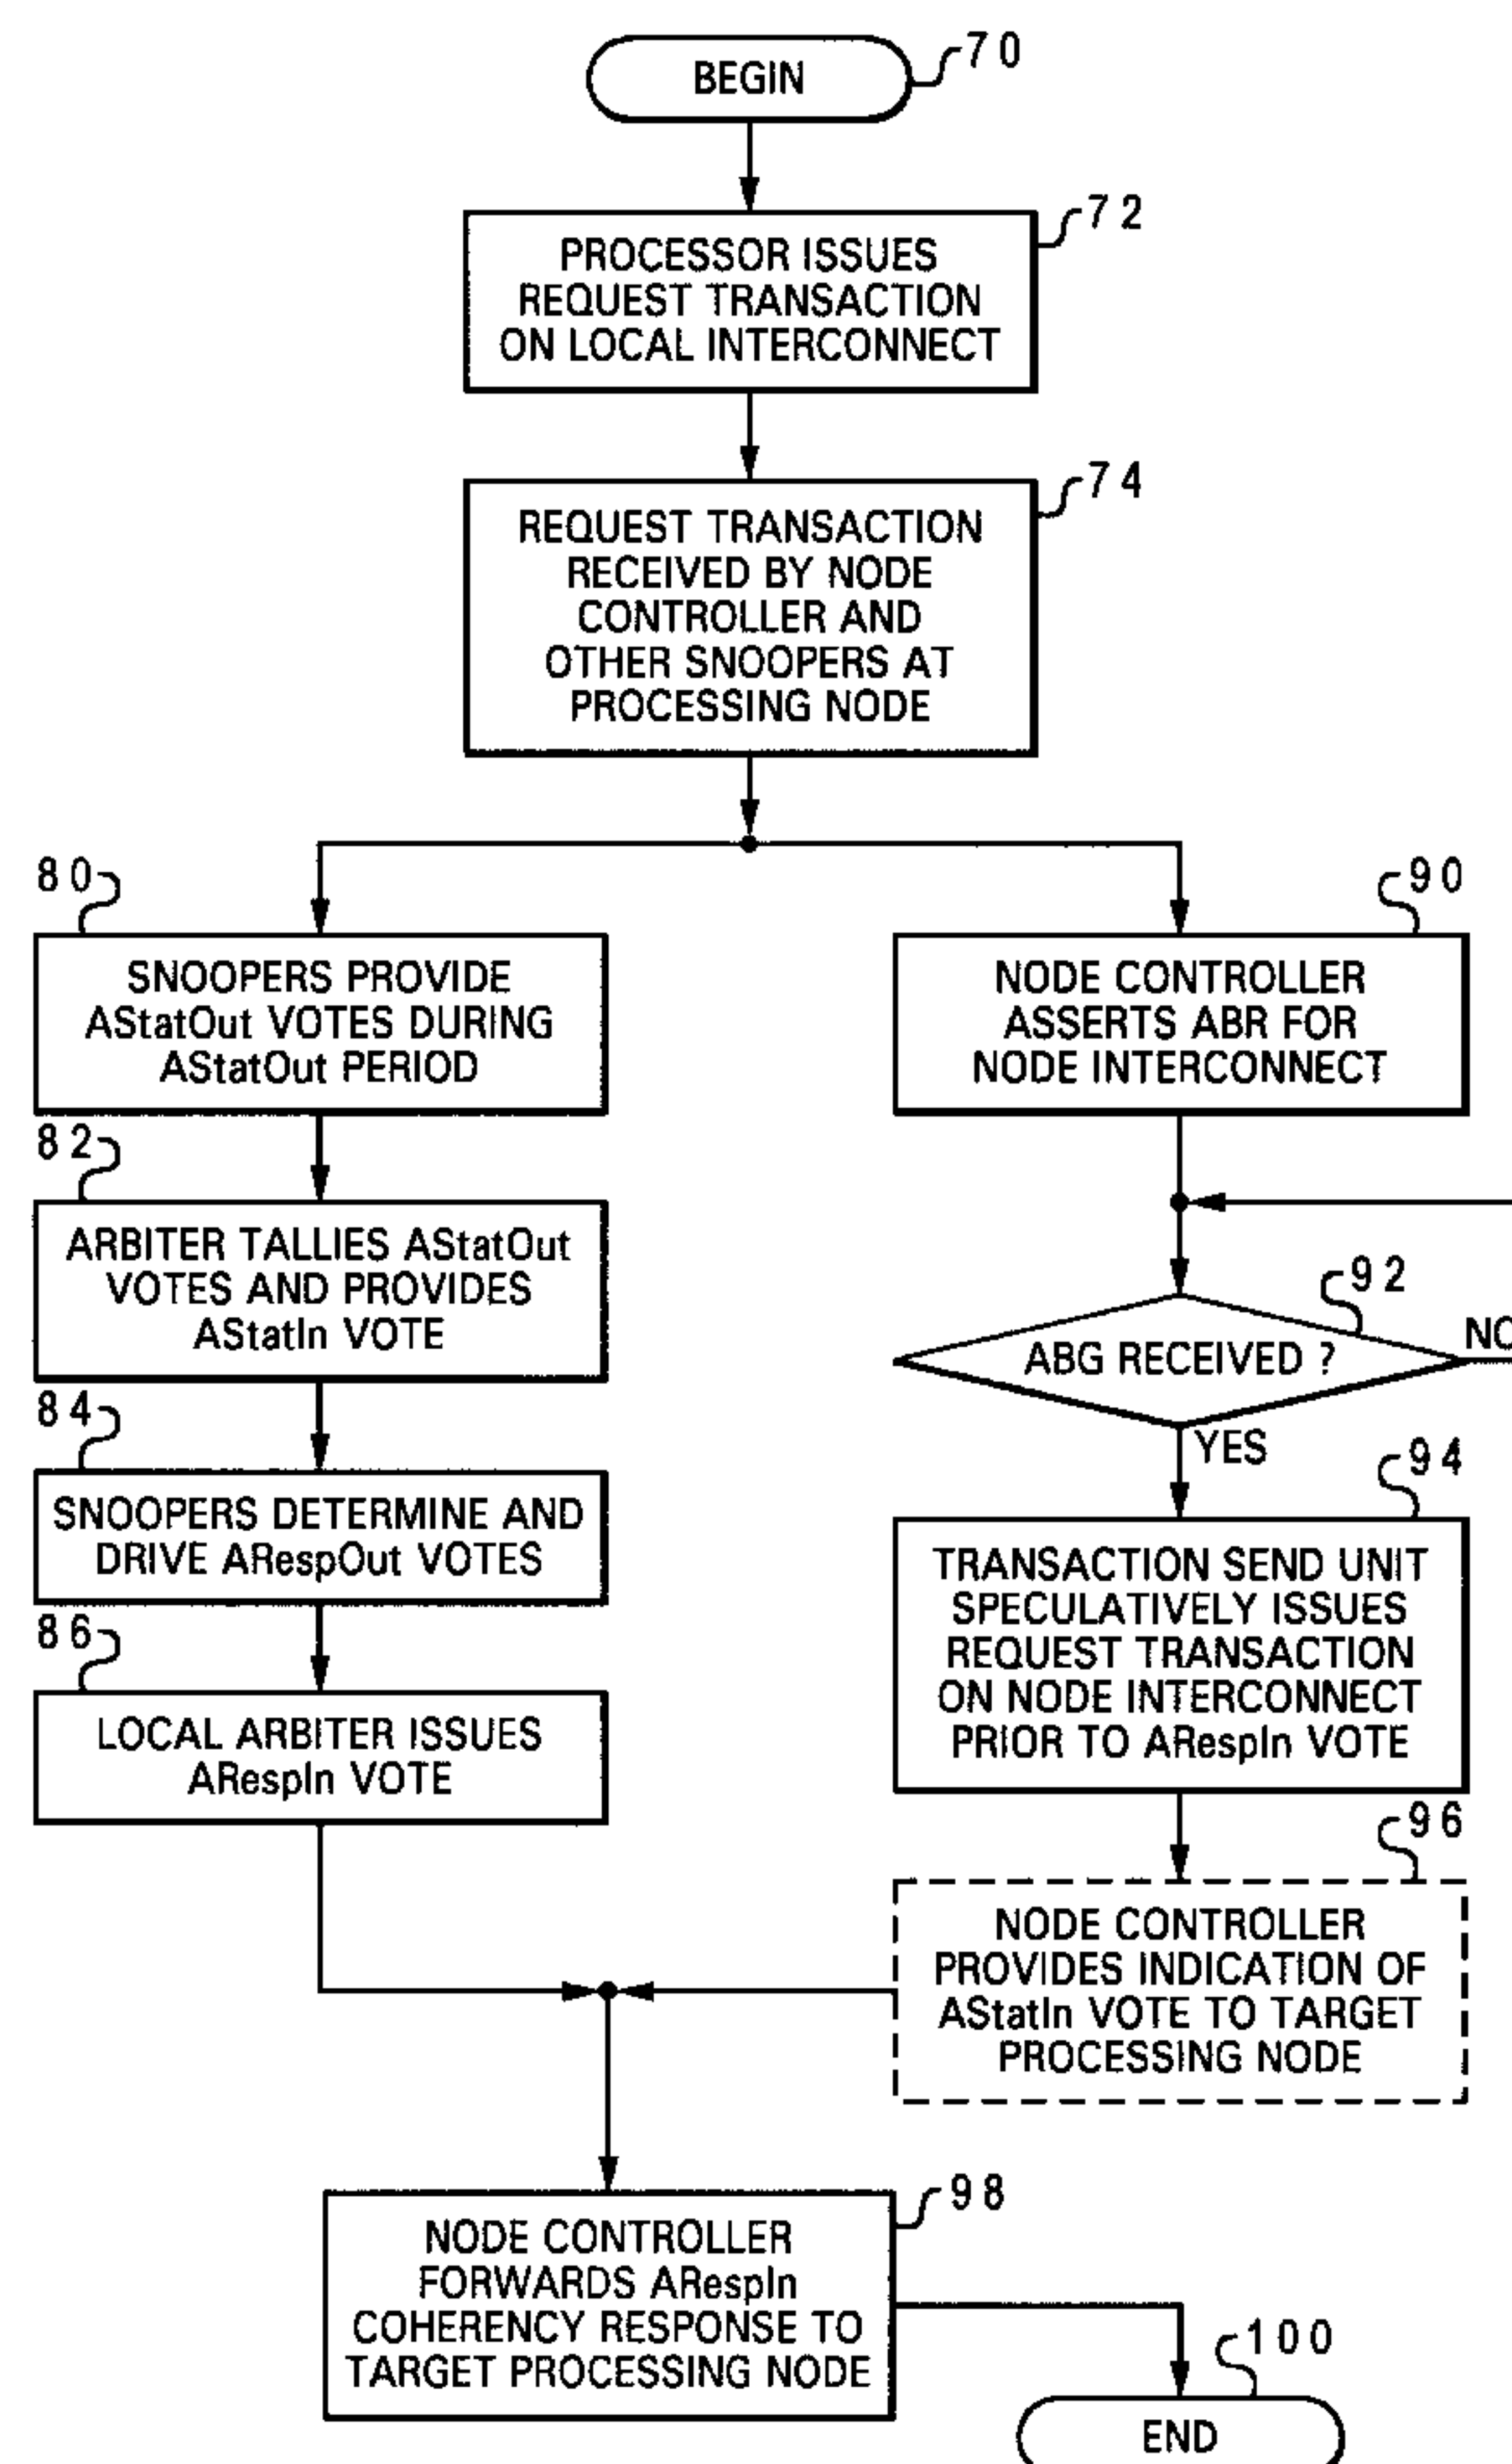 BEGIN
70
72
PROCESSOR ISSUES
REQUEST TRANSACTION
ON LOCAL INTERCONNECT
74
REQUEST TRANSACTION
RECEIVED BY NODE
CONTROLLER AND
OTHER SNOOPERS AT
PROCESSING NODE
80
SNOOPERS PROVIDE
AStatOut VOTES DURING
AStatOut PERIOD
82
ARBITER TALLIES AStatOut
VOTES AND PROVIDES
AStatIn VOTE
84
SNOOPERS DETERMINE AND
DRIVE ARespOut VOTES
86
LOCAL ARBITER ISSUES
ARespIn VOTE
90
NODE CONTROLLER
ASSERTS ABR FOR
NODE INTERCONNECT
92
ABG RECEIVED ?
NO
YES
94
TRANSACTION SEND UNIT
SPECULATIVELY ISSUES
REQUEST TRANSACTION
ON NODE INTERCONNECT
PRIOR TO ARespIn VOTE
96
NODE CONTROLLER
PROVIDES INDICATION OF
AStatIn VOTE TO TARGET
PROCESSING NODE
98
NODE CONTROLLER
FORWARDS ARespIn
COHERENCY RESPONSE TO
TARGET PROCESSING NODE
100
END